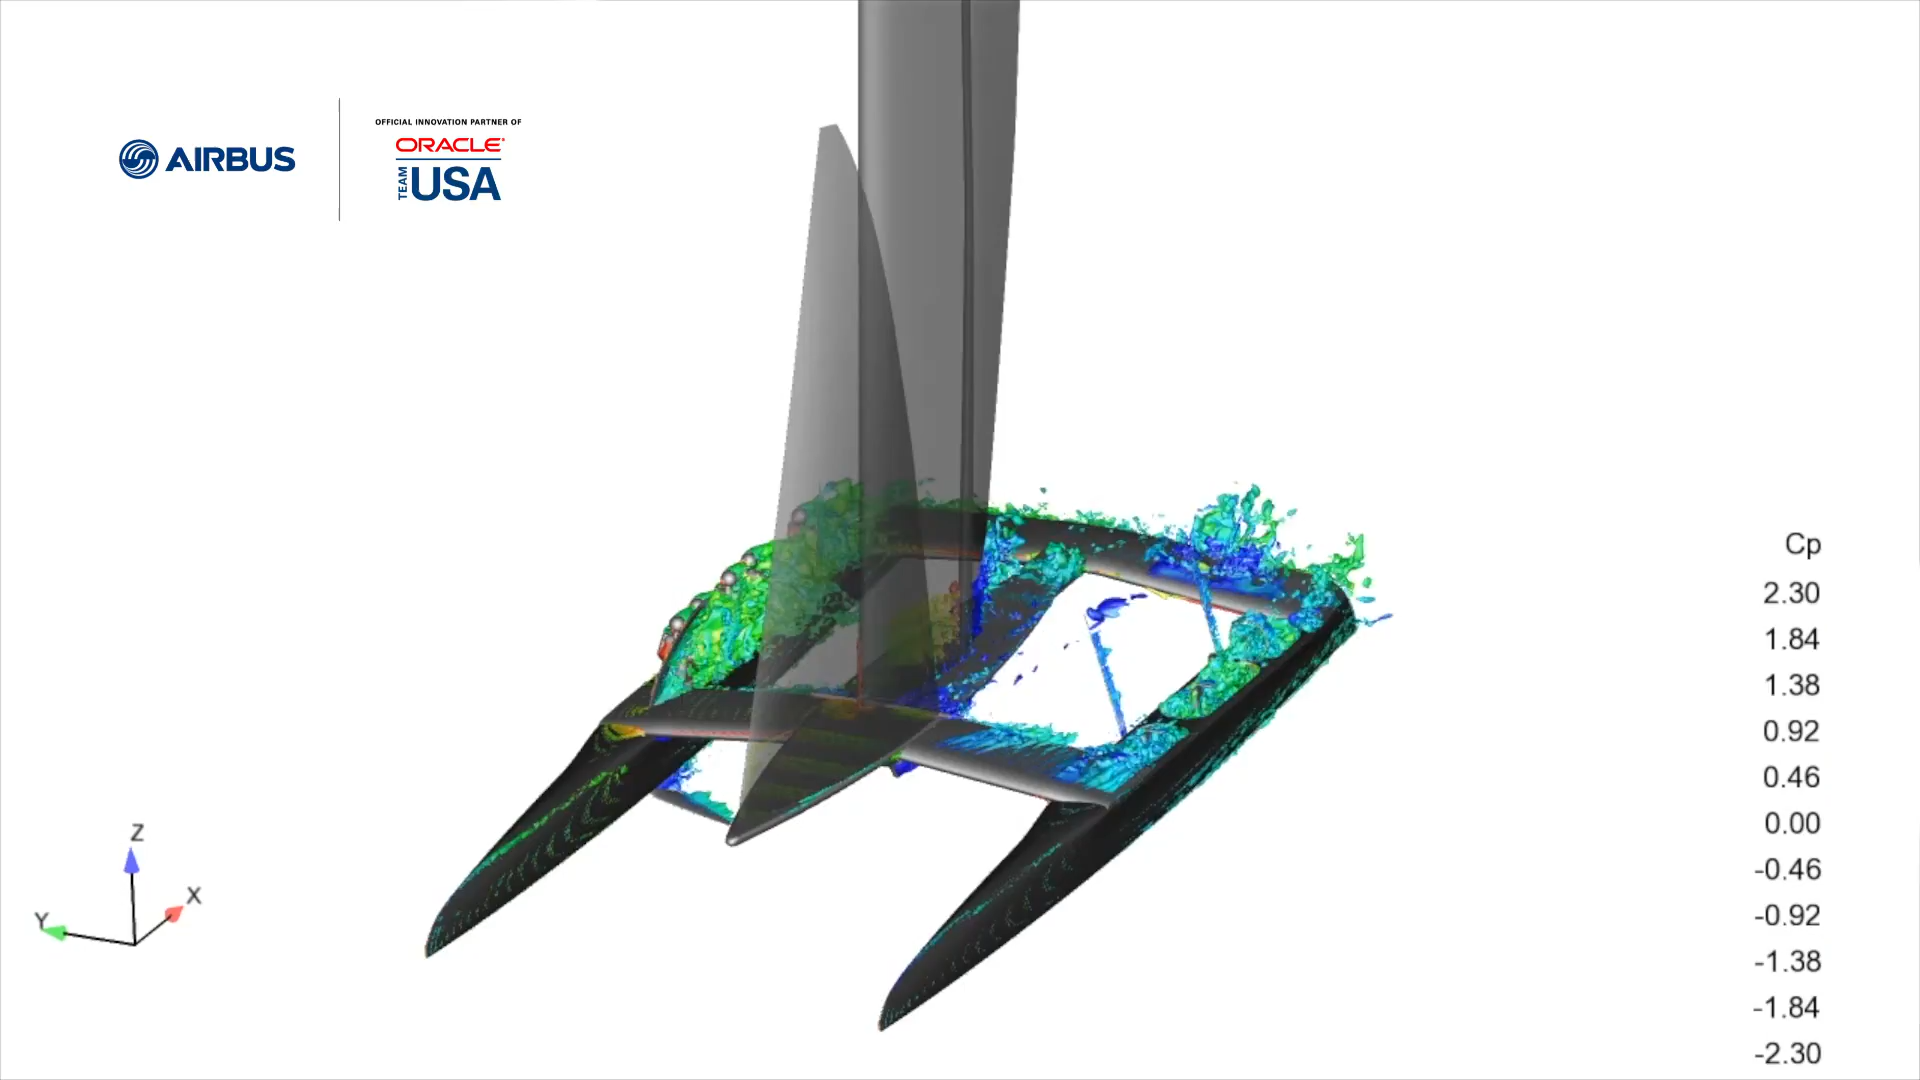 AIRBUS
OFFICIAL INNOVATION PARTNER OF
ORACLE
TEAM
USA
Cp
2.30
1.84
1.38
0.92
0.46
0.00
-0.46
-0.92
-1.38
-1.84
-2.30
Z
X
Y